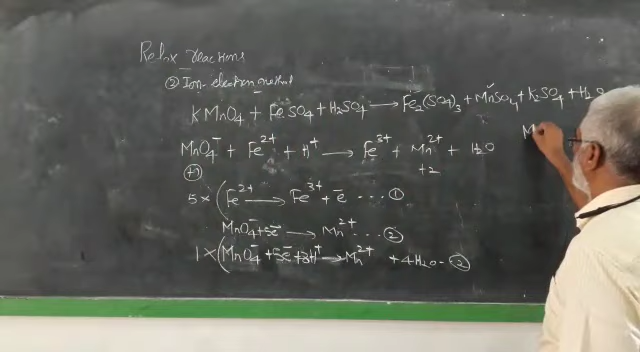 Redox reactions
② Ion-electron method
KMnO4 + FeSO4 + H2SO4 → Fe2(SO4)3 + MnSO4 + K2SO4 + H2O
MnO4⁻ + Fe²⁺ + H⁺ → Fe³⁺ + Mn²⁺ + H2O
+7 +2
5 × ( Fe²⁺ → Fe³⁺ + e⁻ ... ①
MnO4⁻ + 5e⁻ → Mn²⁺ ... ②
1 × ( MnO4⁻ + 5e⁻ + 8H⁺ → Mn²⁺ + 4H2O - ②
M